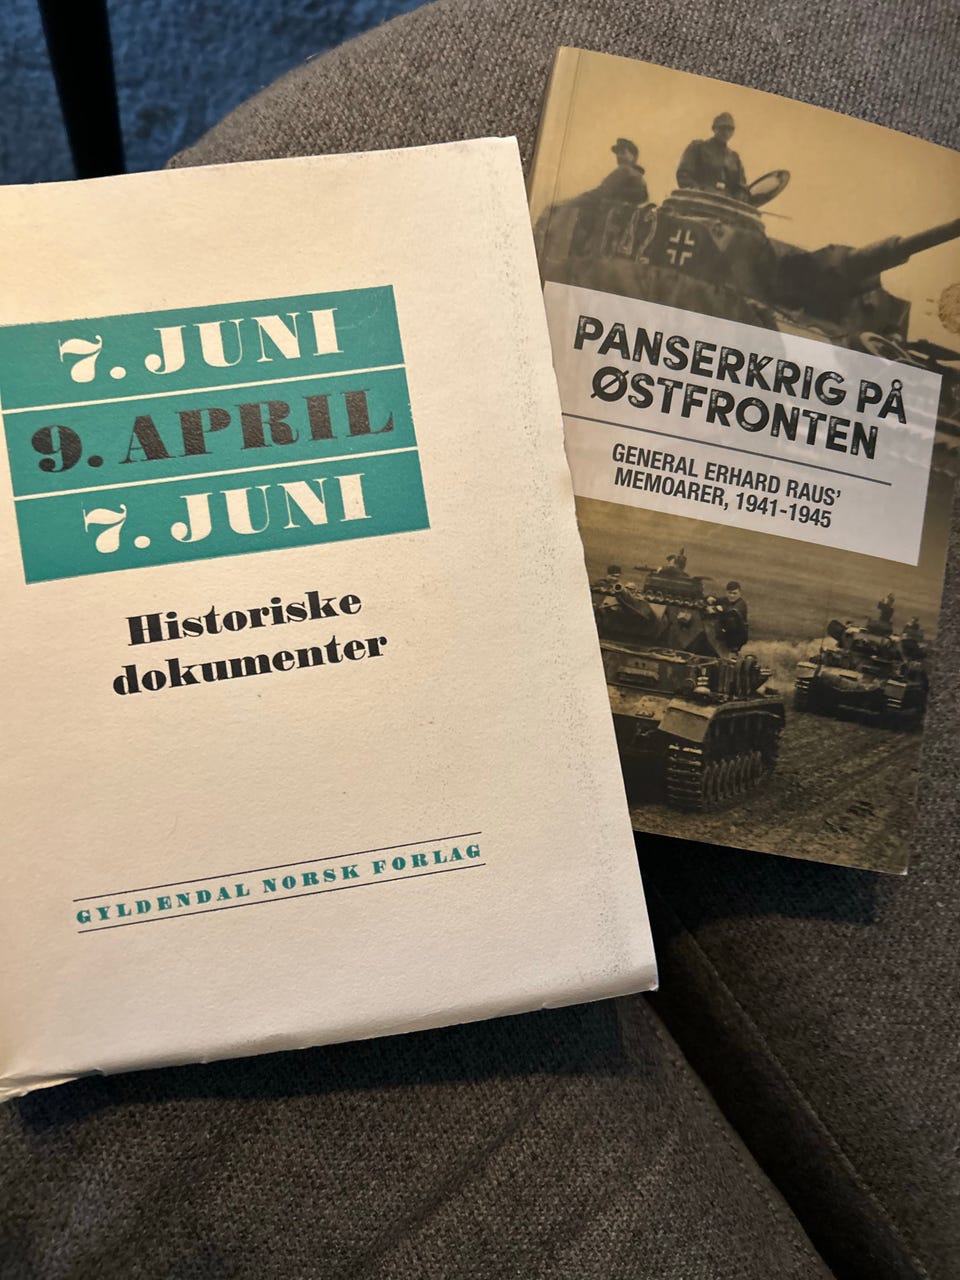 7. JUNI
9. APRIL
7. JUNI
Historiske
dokumenter
GYLDENDAL NORSK FORLAG
PANSERKRIG PÅ
ØSTFRONTEN
GENERAL ERHARD RAUS'
MEMOARER, 1941-1945